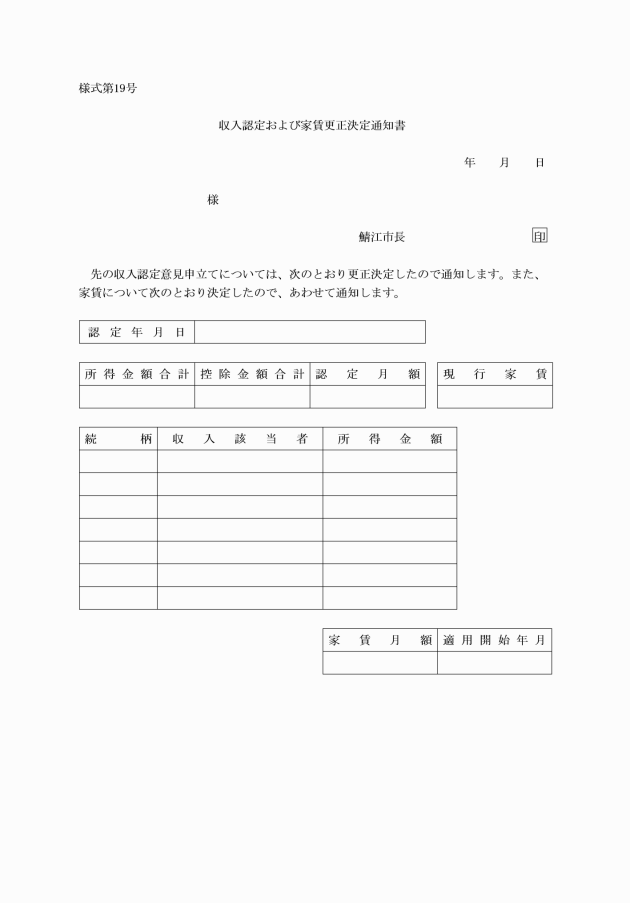 様式第19号
収入認定および家賃更正決定通知書
年　月　日
様
鯖江市長　印
先の収入認定意見申立てについては、次のとおり更正決定したので通知します。また、
家賃について次のとおり決定したので、あわせて通知します。
認定年月日
所得金額合計　控除金額合計　認定月額　現行家賃
続柄　収入該当者　所得金額
家賃月額　適用開始年月